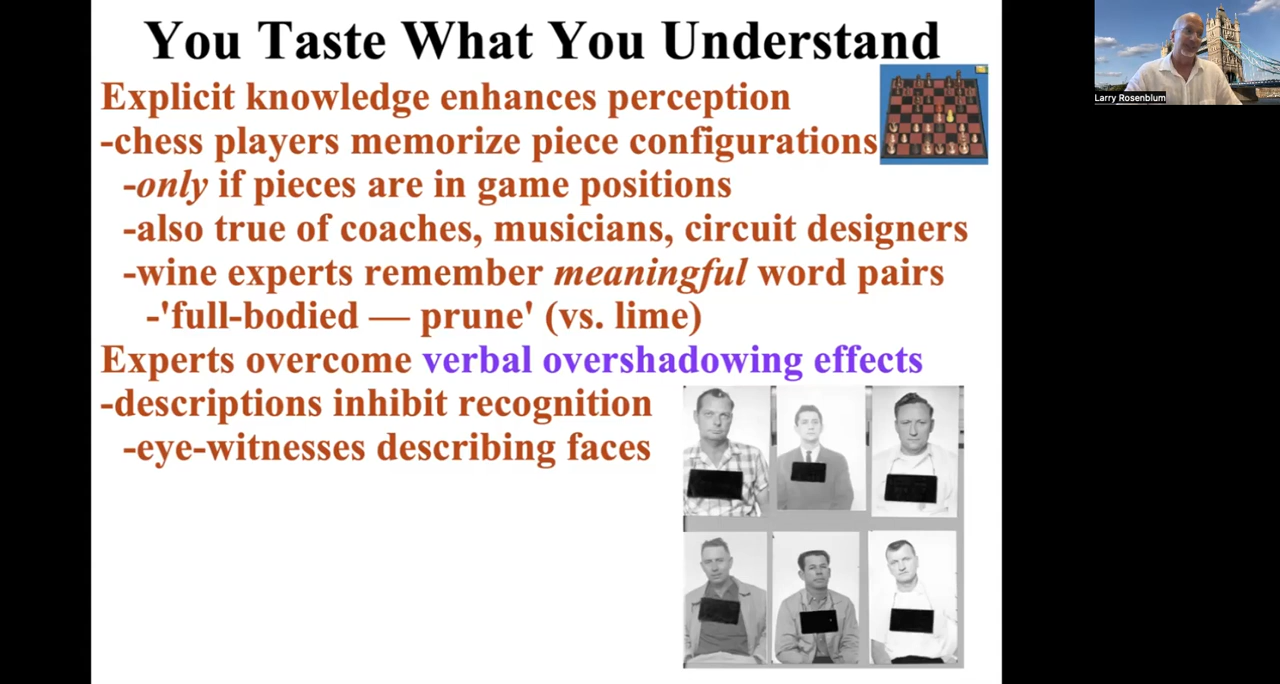 You Taste What You Understand
Explicit knowledge enhances perception
-chess players memorize piece configurations
-only if pieces are in game positions
-also true of coaches, musicians, circuit designers
-wine experts remember meaningful word pairs
-'full-bodied — prune' (vs. lime)
Experts overcome verbal overshadowing effects
-descriptions inhibit recognition
-eye-witnesses describing faces
Larry Rosenblum